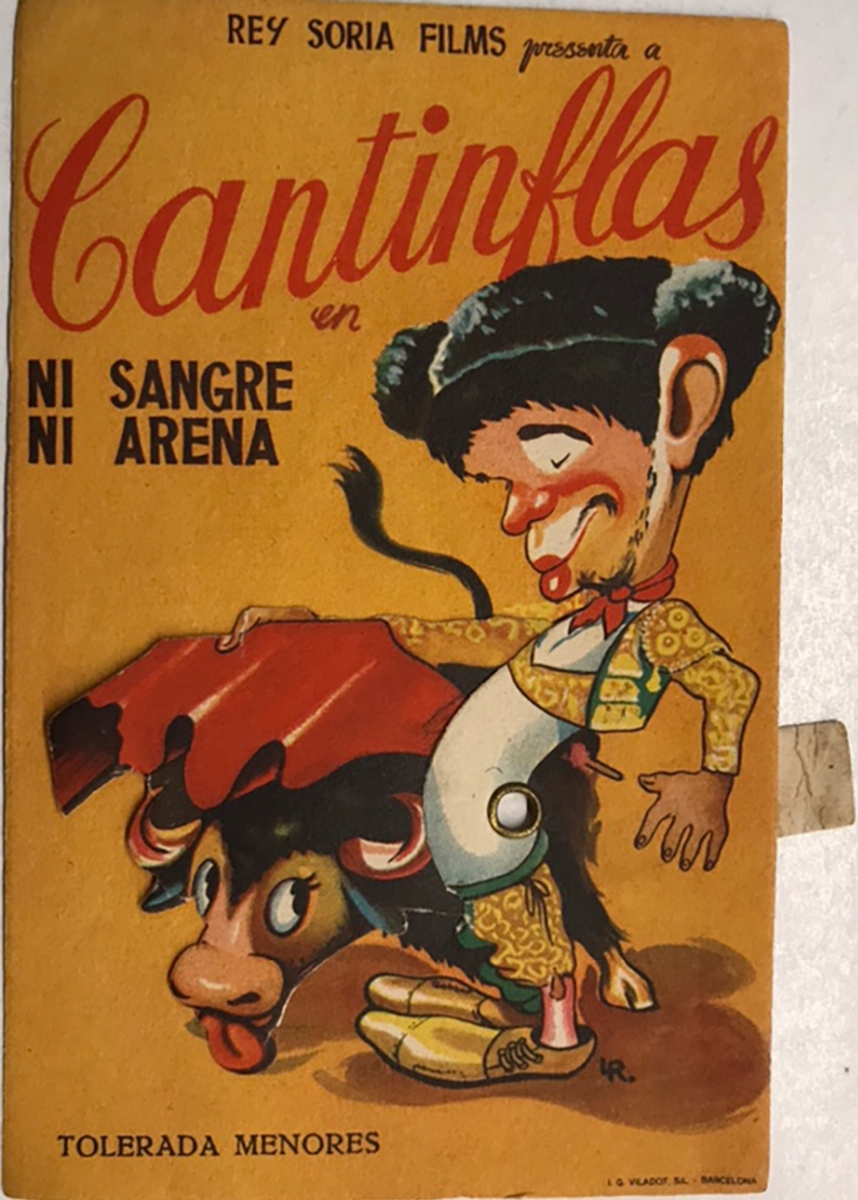 REY SORIA FILMS presenta a
Cantinflas
en
NI SANGRE
NI ARENA
LR.
TOLERADA MENORES
I. G. VILADOT, S.L. - BARCELONA